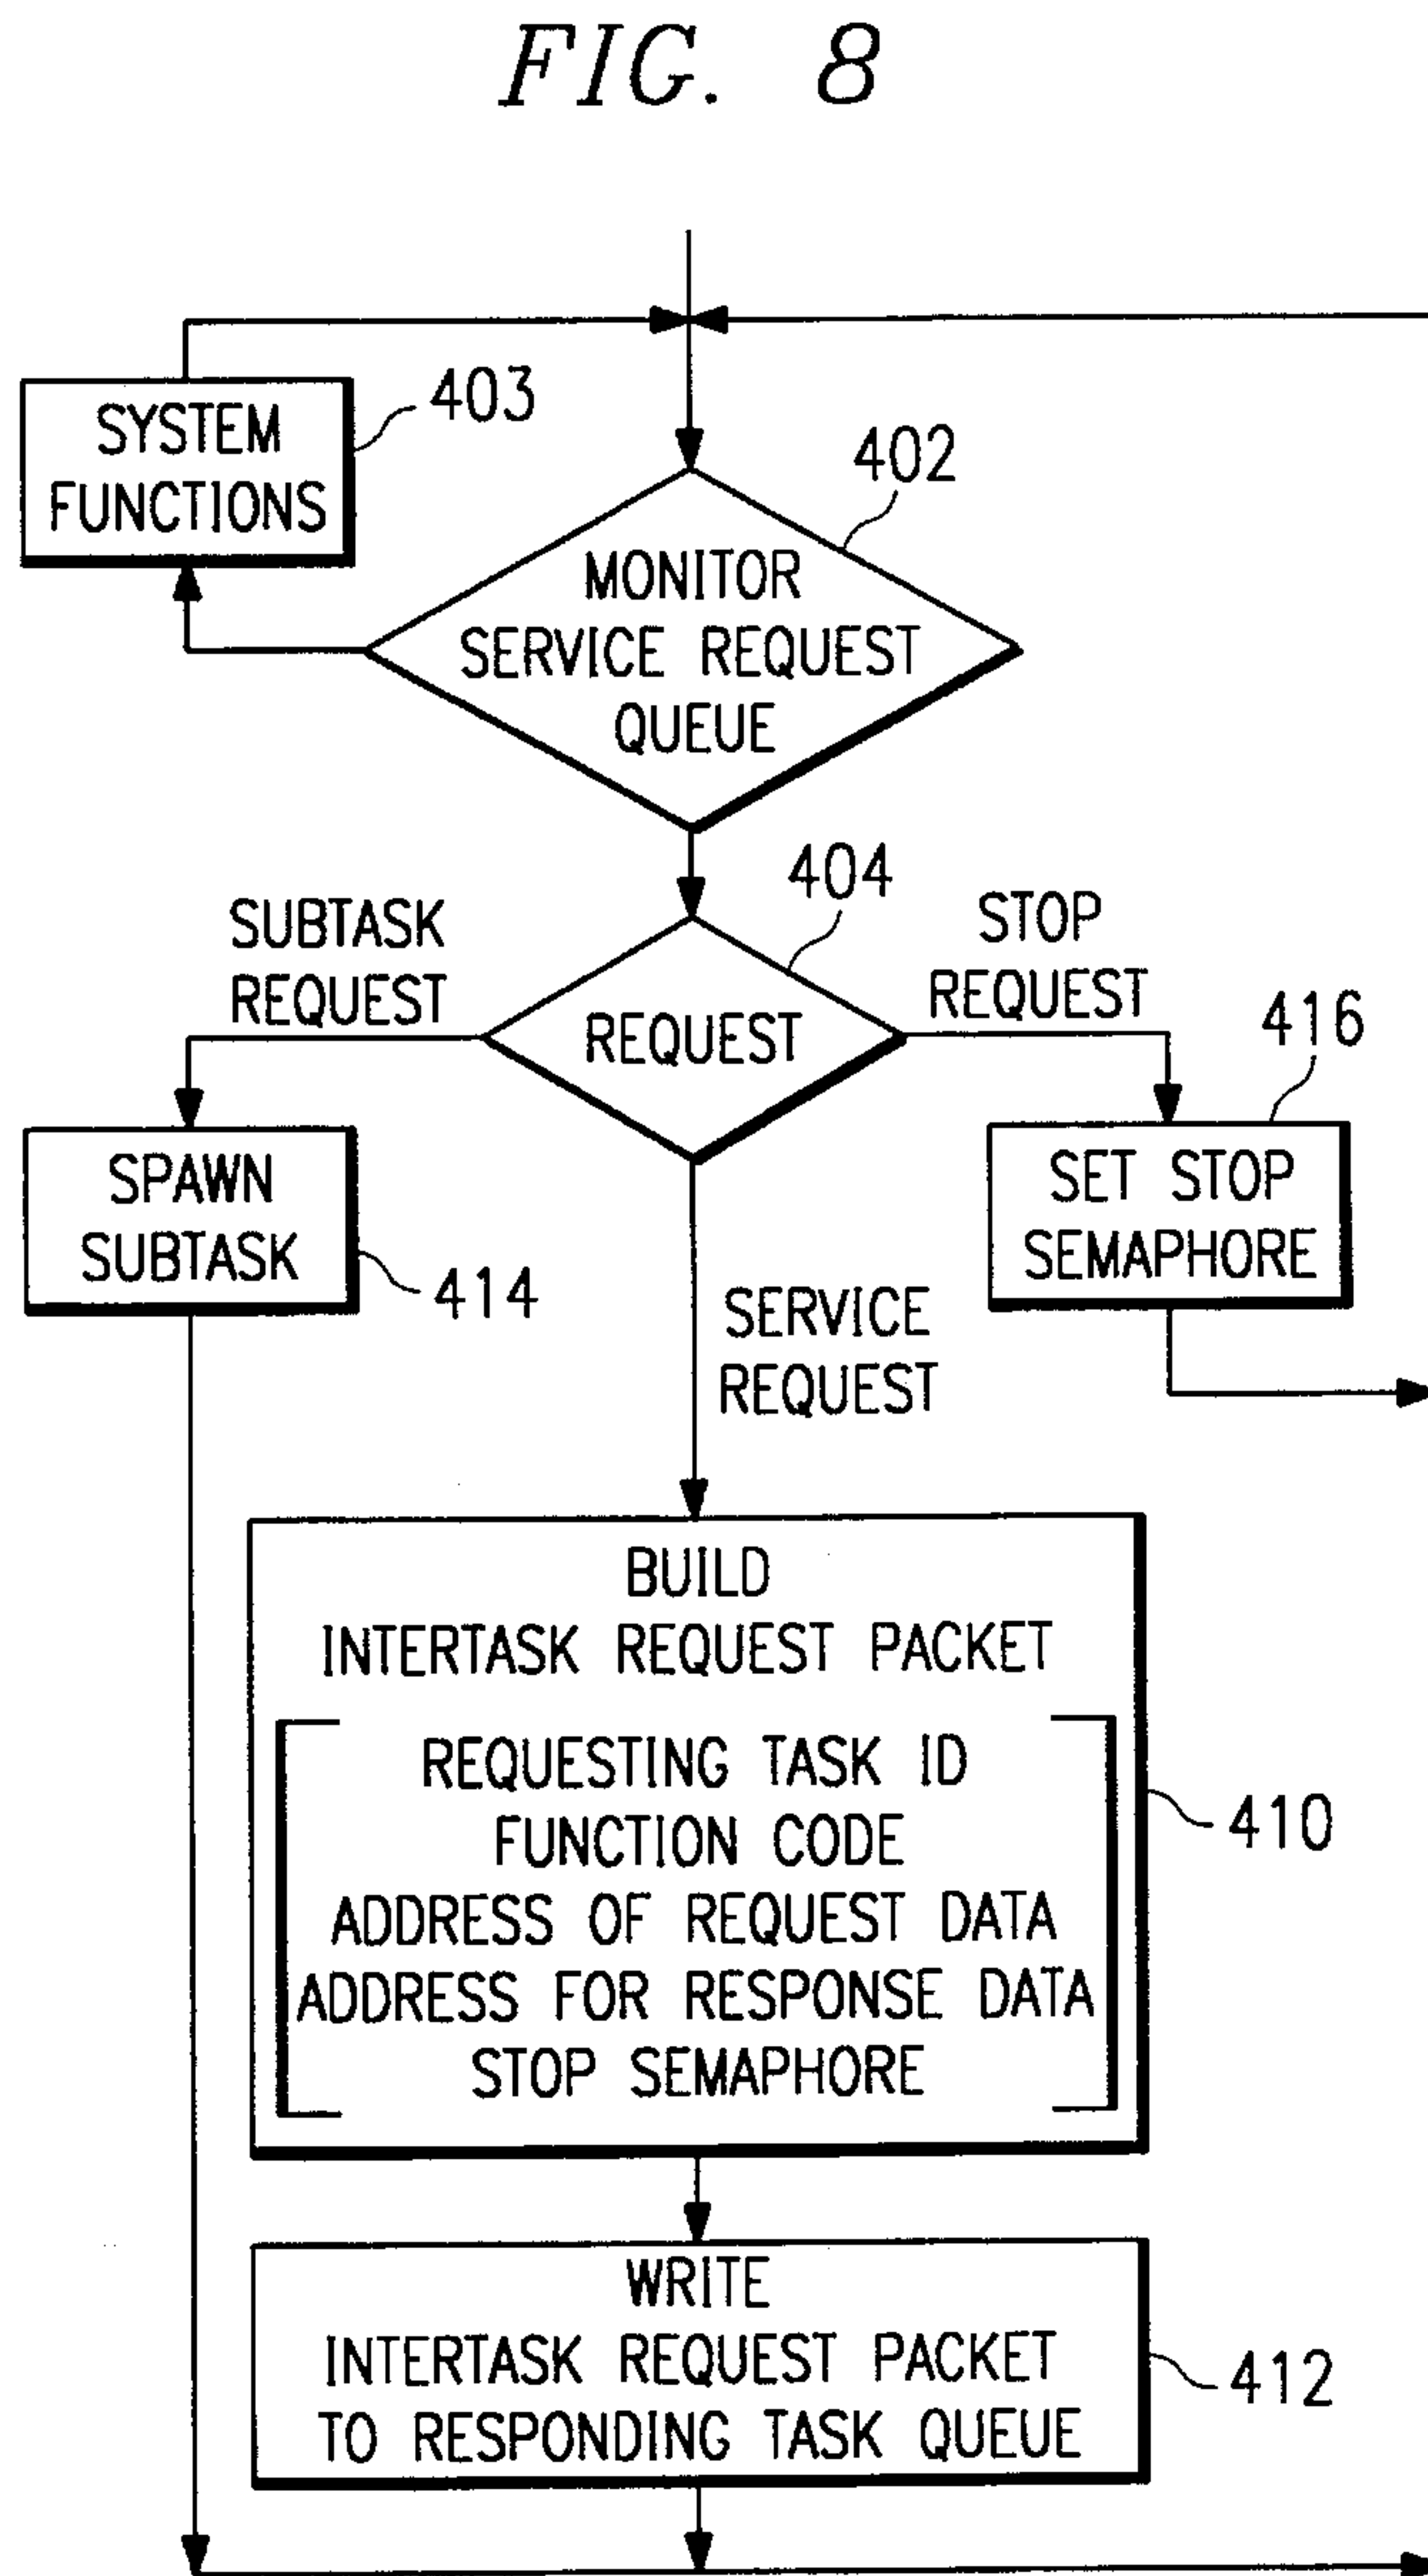 FIG. 8
403
SYSTEM
FUNCTIONS
402
MONITOR
SERVICE REQUEST
QUEUE
404
SUBTASK
REQUEST
STOP
REQUEST
REQUEST
416
SPAWN
SUBTASK
414
SET STOP
SEMAPHORE
SERVICE
REQUEST
BUILD
INTERTASK REQUEST PACKET
REQUESTING TASK ID
FUNCTION CODE
ADDRESS OF REQUEST DATA
ADDRESS FOR RESPONSE DATA
STOP SEMAPHORE
410
WRITE
INTERTASK REQUEST PACKET
TO RESPONDING TASK QUEUE
412